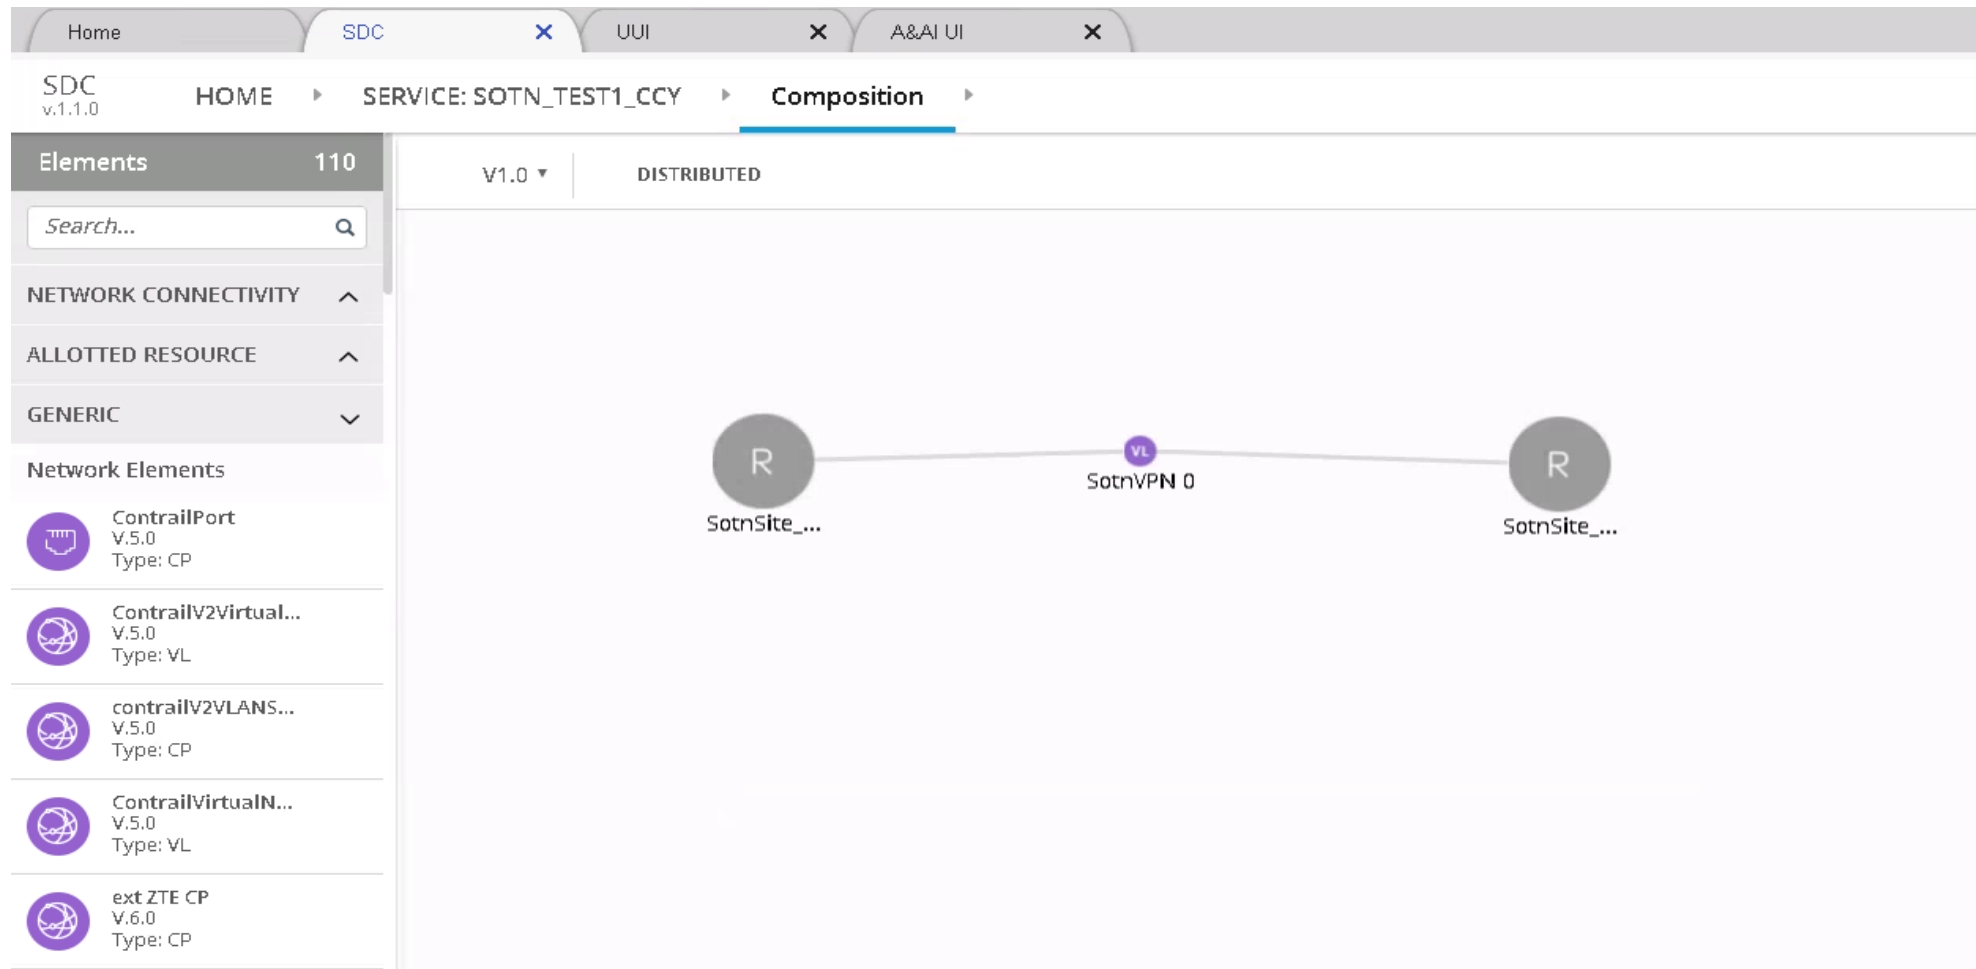 Home
SDC
UUI
A&AI UI
SDC
v.1.1.0
HOME
SERVICE: SOTN_TEST1_CCY
Composition
Elements 110
Search...
V1.0
DISTRIBUTED
NETWORK CONNECTIVITY
ALLOTTED RESOURCE
GENERIC
Network Elements
ContrailPort
V.5.0
Type: CP
ContrailV2Virtual...
V.5.0
Type: VL
contrailV2VLANS...
V.5.0
Type: CP
ContrailVirtualN...
V.5.0
Type: VL
ext ZTE CP
V.6.0
Type: CP
R
SotnSite_...
VL
SotnVPN 0
R
SotnSite_...